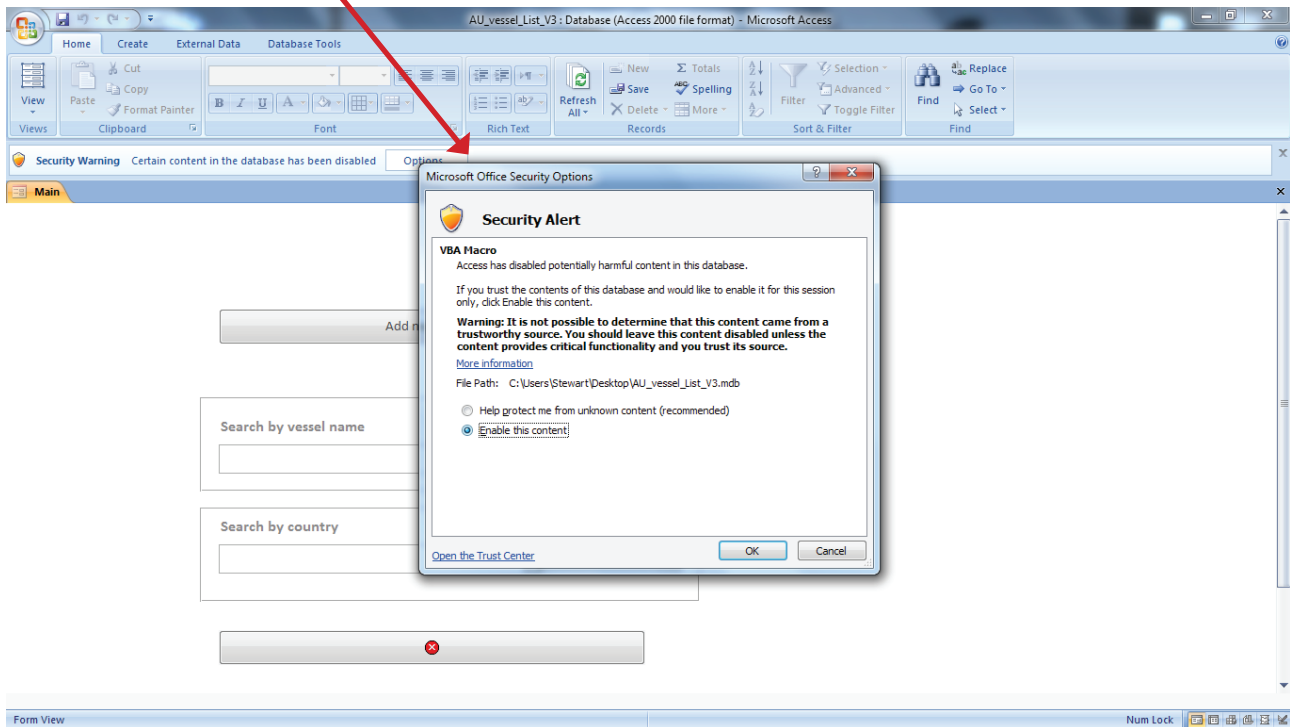 AU_vessel_List_V3 : Database (Access 2000 file format) - Microsoft Access
Home Create External Data Database Tools
View
Views
Paste
Cut
Copy
Format Painter
Clipboard
B I U A
Font
ab
Rich Text
Refresh
All
New
Save
Delete
Totals
Spelling
More
Records
Filter
Selection
Advanced
Toggle Filter
Sort & Filter
Find
Replace
Go To
Select
Find
Security Warning Certain content in the database has been disabled Options...
Main
Add n
Search by vessel name
Search by country
Microsoft Office Security Options
Security Alert
VBA Macro
Access has disabled potentially harmful content in this database.
If you trust the contents of this database and would like to enable it for this session
only, click Enable this content.
Warning: It is not possible to determine that this content came from a
trustworthy source. You should leave this content disabled unless the
content provides critical functionality and you trust its source.
More information
File Path: C:\Users\Stewart\Desktop\AU_vessel_List_V3.mdb
Help protect me from unknown content (recommended)
Enable this content
Open the Trust Center
OK Cancel
Form View
Num Lock